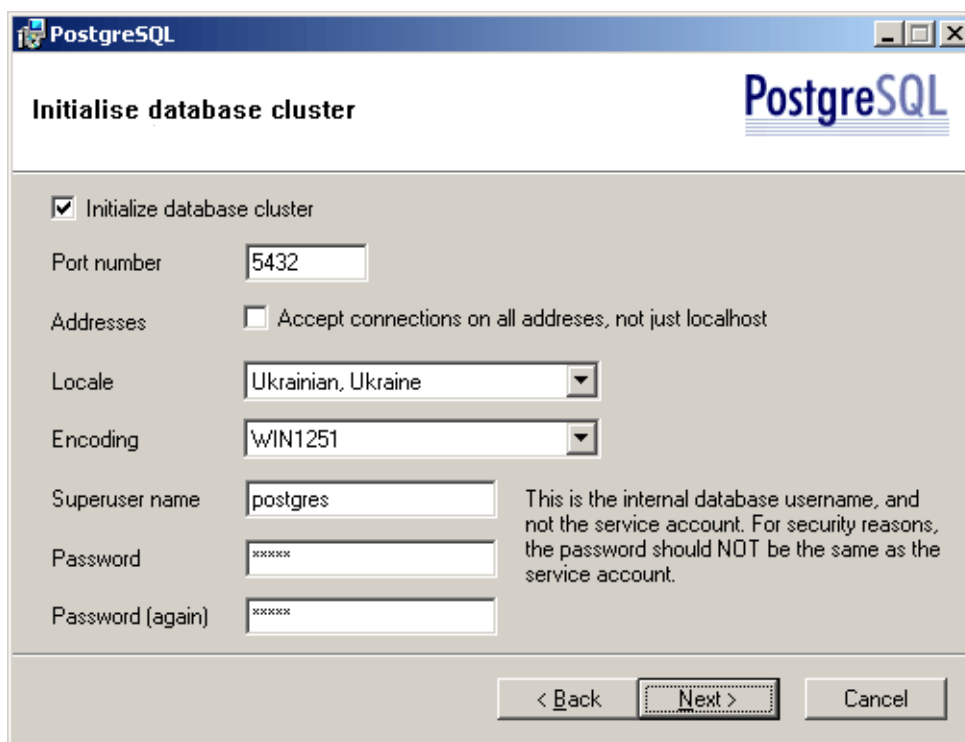 PostgreSQL
Initialise database cluster
PostgreSQL
Initialize database cluster
Port number 5432
Addresses Accept connections on all addreses, not just localhost
Locale Ukrainian, Ukraine
Encoding WIN1251
Superuser name postgres
This is the internal database username, and
not the service account. For security reasons,
the password should NOT be the same as the
service account.
Password xxxxx
Password (again) xxxxx
< Back Next > Cancel